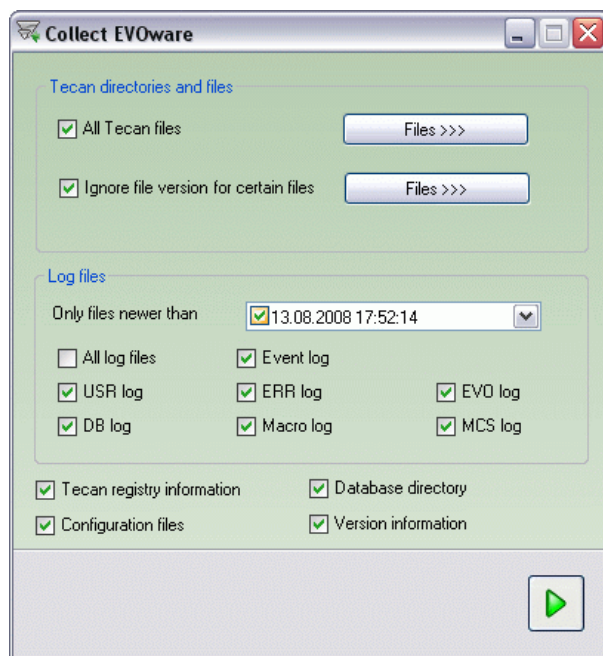 Collect EVOware
Tecan directories and files
All Tecan files
Files >>>
Ignore file version for certain files
Files >>>
Log files
Only files newer than
13.08.2008 17:52:14
All log files
Event log
USR log
ERR log
EVO log
DB log
Macro log
MCS log
Tecan registry information
Database directory
Configuration files
Version information